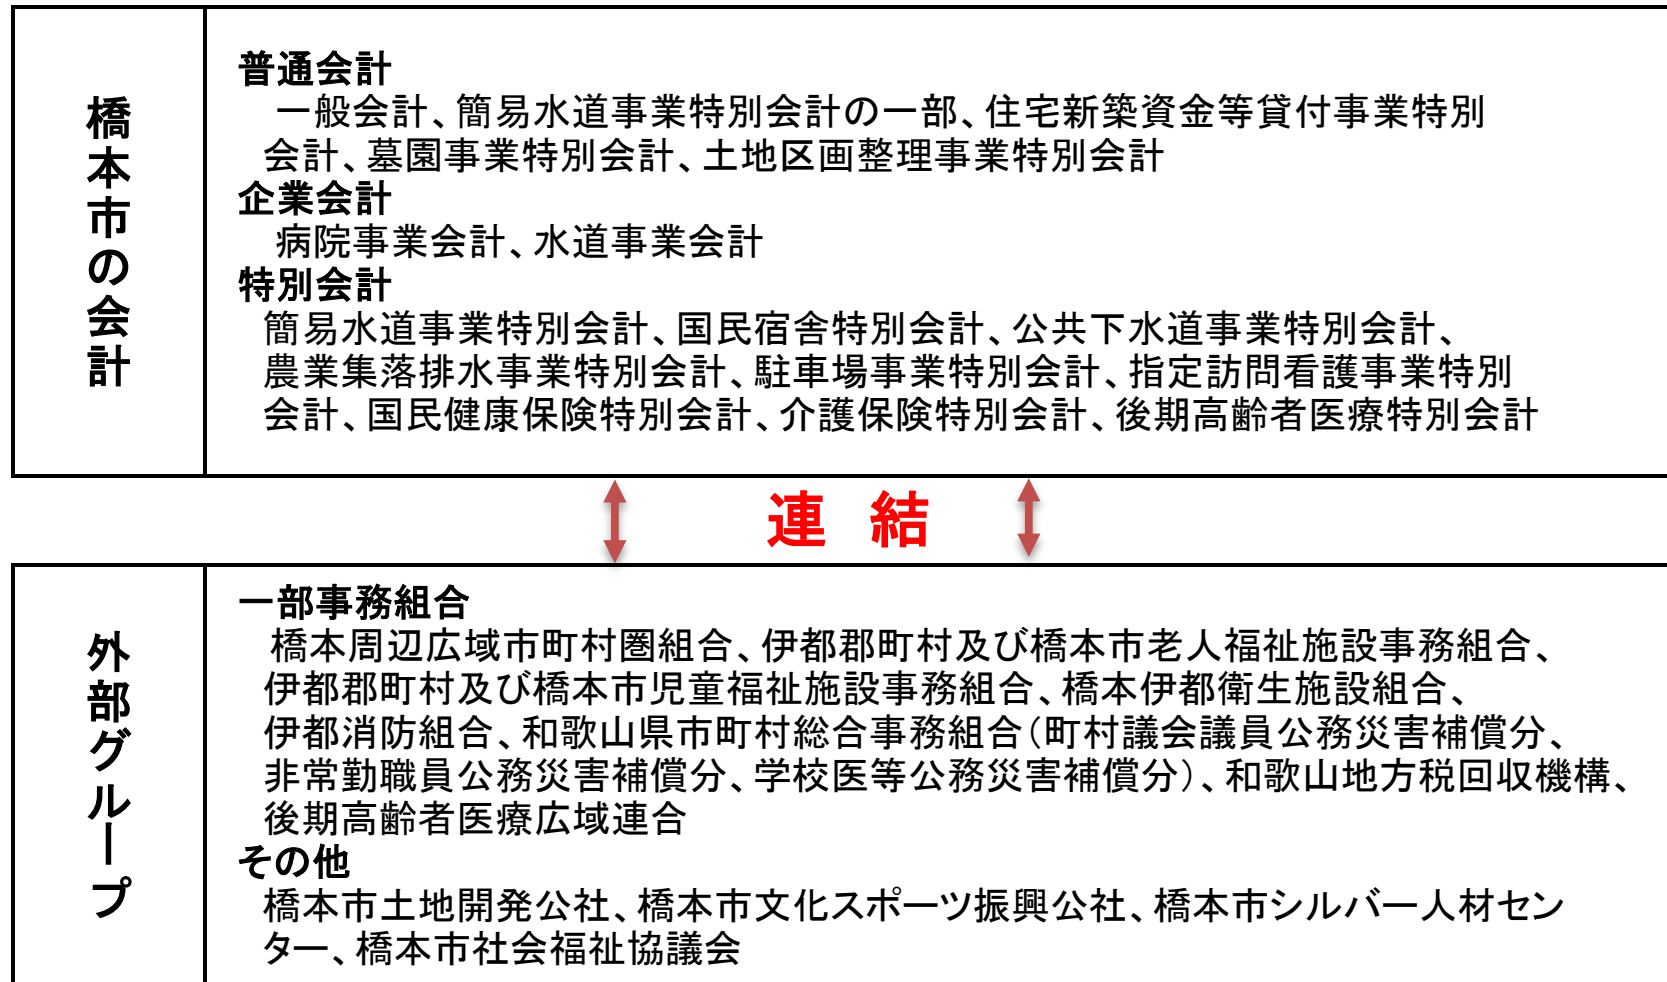 橋本市の会計
普通会計
一般会計、簡易水道事業特別会計の一部、住宅新築資金等貸付事業特別
会計、墓園事業特別会計、土地区画整理事業特別会計
企業会計
病院事業会計、水道事業会計
特別会計
簡易水道事業特別会計、国民宿舎特別会計、公共下水道事業特別会計、
農業集落排水事業特別会計、駐車場事業特別会計、指定訪問看護事業特別
会計、国民健康保険特別会計、介護保険特別会計、後期高齢者医療特別会計
連　結
外部グループ
一部事務組合
橋本周辺広域市町村圏組合、伊都郡町村及び橋本市老人福祉施設事務組合、
伊都郡町村及び橋本市児童福祉施設事務組合、橋本伊都衛生施設組合、
伊都消防組合、和歌山県市町村総合事務組合（町村議会議員公務災害補償分、
非常勤職員公務災害補償分、学校医等公務災害補償分）、和歌山地方税回収機構、
後期高齢者医療広域連合
その他
橋本市土地開発公社、橋本市文化スポーツ振興公社、橋本市シルバー人材セン
ター、橋本市社会福祉協議会